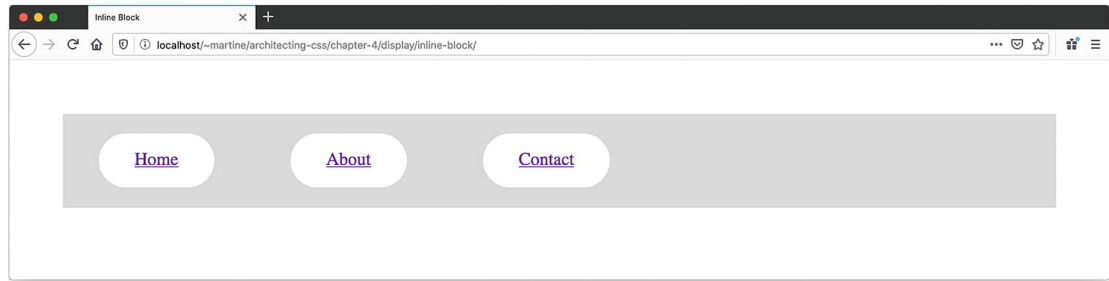 Inline Block
localhost/~martine/architecting-css/chapter-4/display/inline-block/
Home About Contact